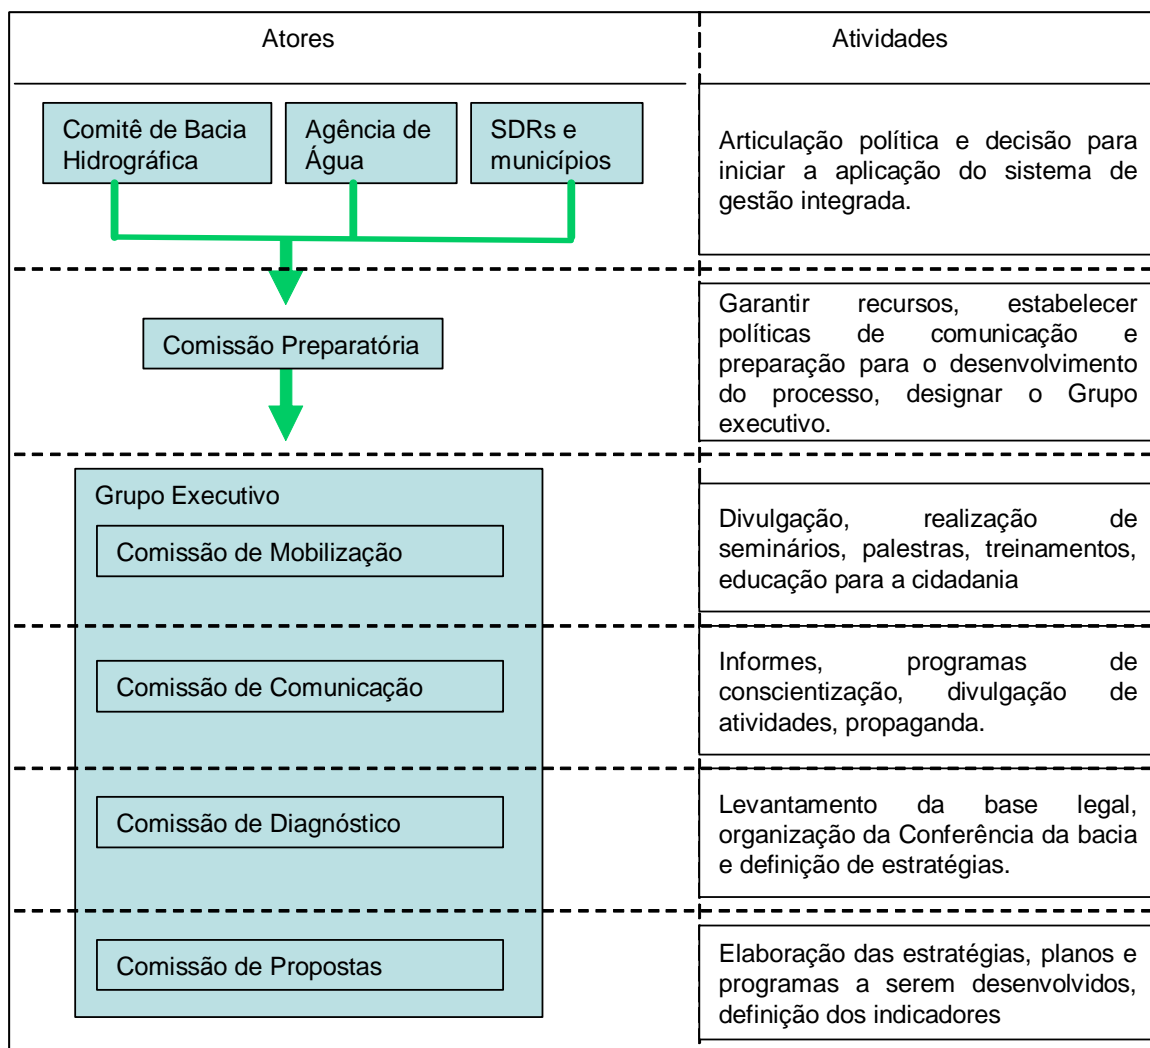 Atores
Atividades
Comitê de Bacia
Hidrográfica
Agência de
Água
SDRs e
municípios
Articulação política e decisão para
iniciar a aplicação do sistema de
gestão integrada.
Comissão Preparatória
Garantir recursos, estabelecer
políticas de comunicação e
preparação para o desenvolvimento
do processo, designar o Grupo
executivo.
Grupo Executivo
Comissão de Mobilização
Divulgação, realização de
seminários, palestras, treinamentos,
educação para a cidadania
Comissão de Comunicação
Informes, programas de
conscientização, divulgação de
atividades, propaganda.
Comissão de Diagnóstico
Levantamento da base legal,
organização da Conferência da bacia
e definição de estratégias.
Comissão de Propostas
Elaboração das estratégias, planos e
programas a serem desenvolvidos,
definição dos indicadores